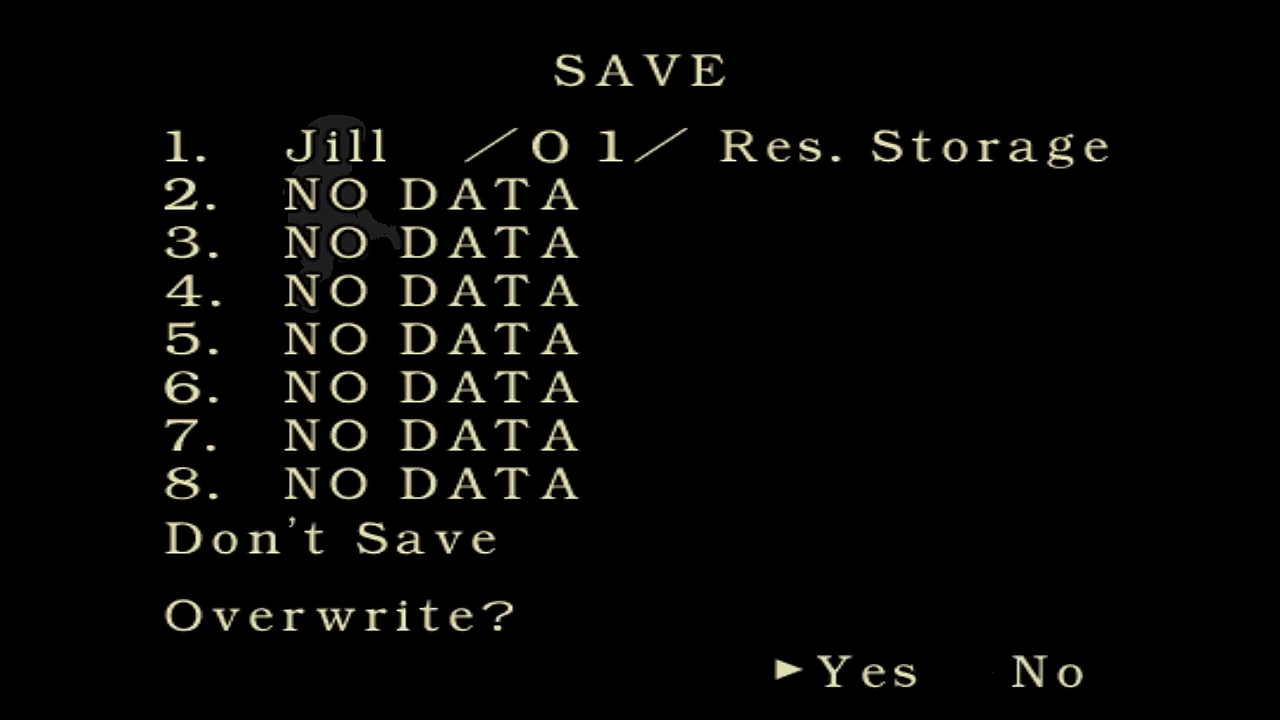 SAVE
1. Jill /01/ Res. Storage
2. NO DATA
3. NO DATA
4. NO DATA
5. NO DATA
6. NO DATA
7. NO DATA
8. NO DATA
Don't Save
Overwrite?
►Yes No